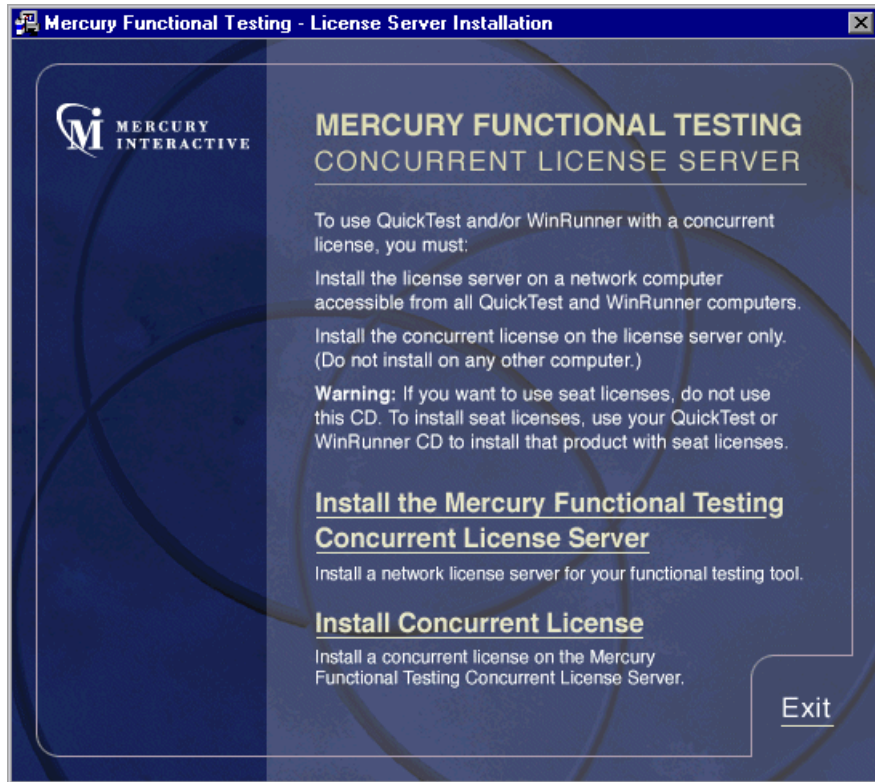 Mercury Functional Testing - License Server Installation
MERCURY
INTERACTIVE
MERCURY FUNCTIONAL TESTING
CONCURRENT LICENSE SERVER
To use QuickTest and/or WinRunner with a concurrent
license, you must:
Install the license server on a network computer
accessible from all QuickTest and WinRunner computers.
Install the concurrent license on the license server only.
(Do not install on any other computer.)
Warning: If you want to use seat licenses, do not use
this CD. To install seat licenses, use your QuickTest or
WinRunner CD to install that product with seat licenses.
Install the Mercury Functional Testing
Concurrent License Server
Install a network license server for your functional testing tool.
Install Concurrent License
Install a concurrent license on the Mercury
Functional Testing Concurrent License Server.
Exit